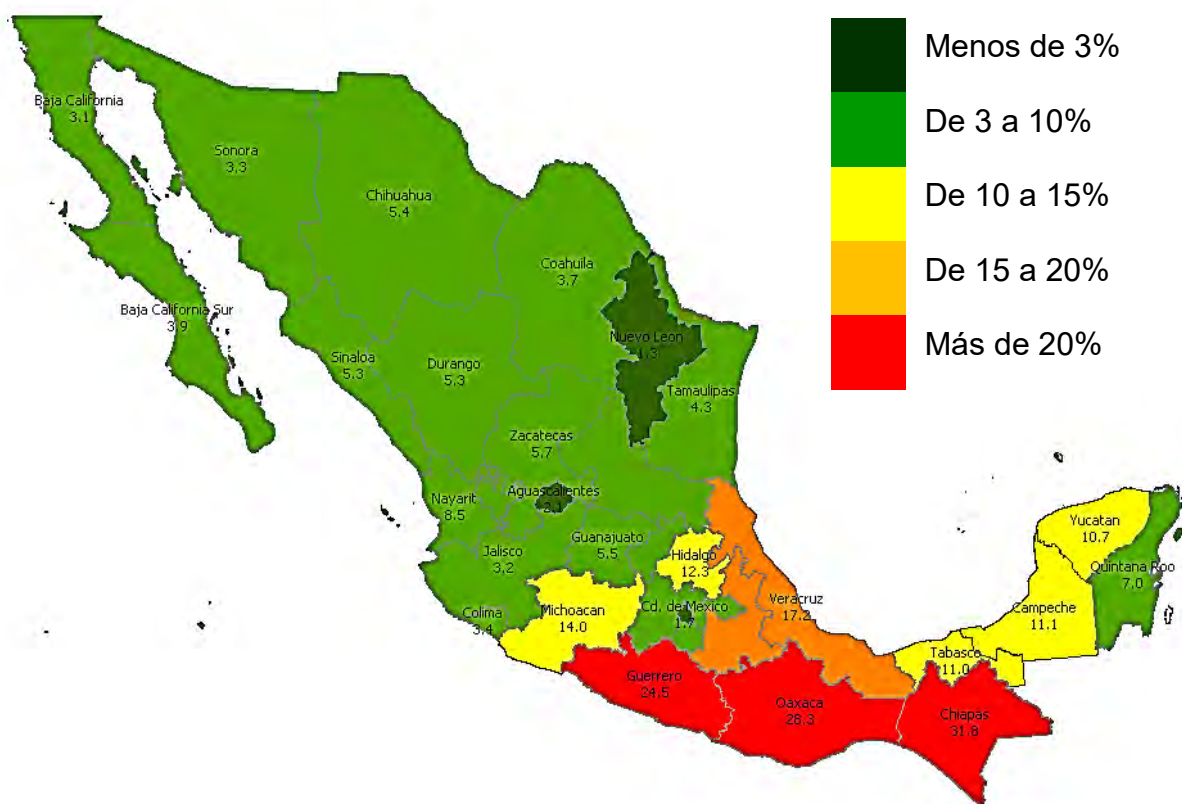 Menos de 3%
De 3 a 10%
De 10 a 15%
De 15 a 20%
Más de 20%
Baja California
3.1
Sonora
3.3
Chihuahua
5.4
Coahuila
3.7
Baja California Sur
3.9
Nuevo Leon
1.3
Sinaloa
5.3
Durango
5.3
Tamaulipas
4.3
Zacatecas
5.7
Nayarit
8.5
Aguascalientes
2.1
Guanajuato
5.5
Jalisco
3.2
Hidalgo
12.3
Yucatan
10.7
Quintana Roo
7.0
Colima
3.4
Michoacan
14.0
Cd. de Mexico
1.7
Veracruz
17.2
Campeche
11.1
Tabasco
11.0
Guerrero
24.5
Oaxaca
28.3
Chiapas
31.8